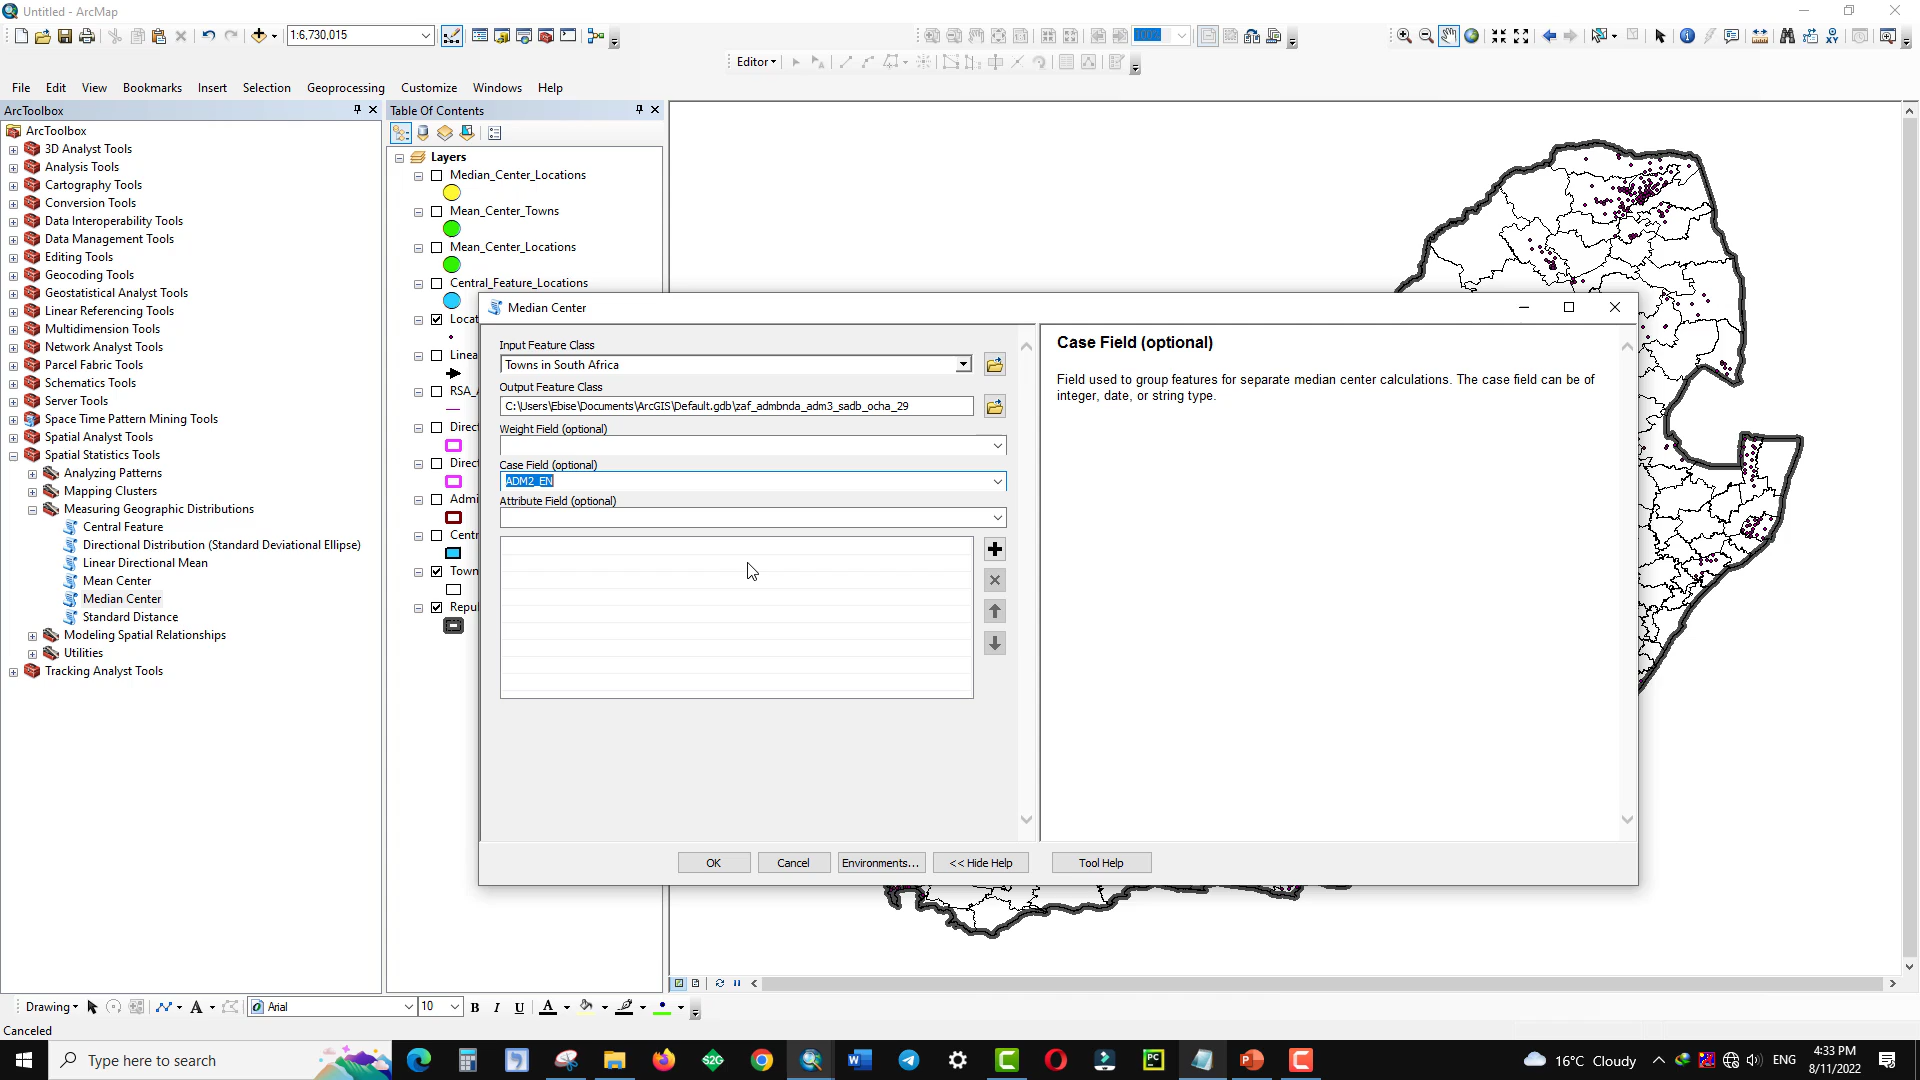 Untitled - ArcMap
1:6,730,015
100%
Editor
File Edit View Bookmarks Insert Selection Geoprocessing Customize Windows Help
ArcToolbox
Table Of Contents
ArcToolbox
3D Analyst Tools
Analysis Tools
Cartography Tools
Conversion Tools
Data Interoperability Tools
Data Management Tools
Editing Tools
Geocoding Tools
Geostatistical Analyst Tools
Linear Referencing Tools
Multidimension Tools
Network Analyst Tools
Parcel Fabric Tools
Schematics Tools
Server Tools
Space Time Pattern Mining Tools
Spatial Analyst Tools
Spatial Statistics Tools
Analyzing Patterns
Mapping Clusters
Measuring Geographic Distributions
Central Feature
Directional Distribution (Standard Deviational Ellipse)
Linear Directional Mean
Mean Center
Median Center
Standard Distance
Modeling Spatial Relationships
Utilities
Tracking Analyst Tools
Layers
Median_Center_Locations
Mean_Center_Towns
Mean_Center_Locations
Central_Feature_Locations
Locat
Linea
RSA_
Direct
Direct
Admi
Centr
Town
Repul
Median Center
Input Feature Class
Towns in South Africa
Output Feature Class
C:\Users\Ebise\Documents\ArcGIS\Default.gdb\zaf_admbnda_adm3_sadb_ocha_29
Weight Field (optional)
Case Field (optional)
ADM2_EN
Attribute Field (optional)
OK Cancel Environments... << Hide Help Tool Help
Case Field (optional)
Field used to group features for separate median center calculations. The case field can be of
integer, date, or string type.
Drawing Arial 10 B I U A
Canceled
Type here to search
16°C Cloudy
ENG
4:33 PM
8/11/2022